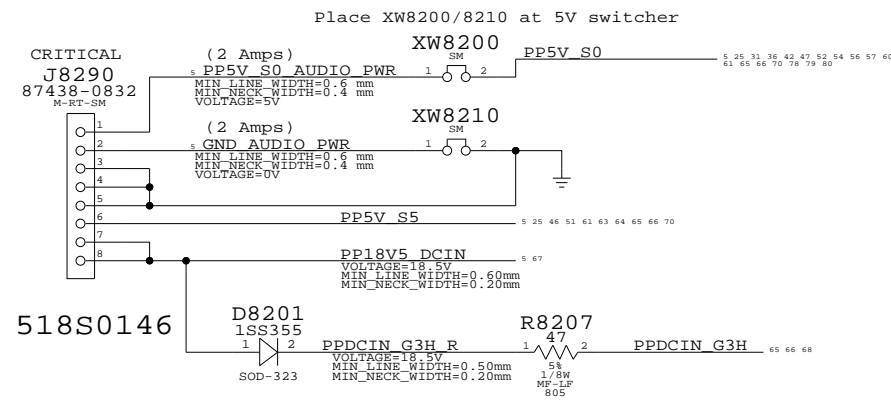 Place XW8200/8210 at 5V switcher
CRITICAL
J8290
87438-0832
M-RT-SM
1
2
3
4
5
6
7
8
518S0146
(2 Amps)
5 PP5V_S0_AUDIO_PWR
MIN_LINE_WIDTH=0.6 mm
MIN_NECK_WIDTH=0.4 mm
VOLTAGE=5V
XW8200
SM
1 2
PP5V_S0
5 25 31 36 42 47 52 54 56 57 60
61 65 66 70 78 79 80
(2 Amps)
5 GND_AUDIO_PWR
MIN_LINE_WIDTH=0.6 mm
MIN_NECK_WIDTH=0.4 mm
VOLTAGE=0V
XW8210
SM
1 2
PP5V_S5
5 25 46 51 61 63 64 65 66 70
PP18V5_DCIN
5 67
VOLTAGE=18.5V
MIN_LINE_WIDTH=0.60mm
MIN_NECK_WIDTH=0.20mm
D8201
1SS355
1 2
SOD-323
PPDCIN_G3H_R
VOLTAGE=18.5V
MIN_LINE_WIDTH=0.50mm
MIN_NECK_WIDTH=0.20mm
R8207
47
1 2
5%
1/8W
MF-LF
805
PPDCIN_G3H
65 66 68